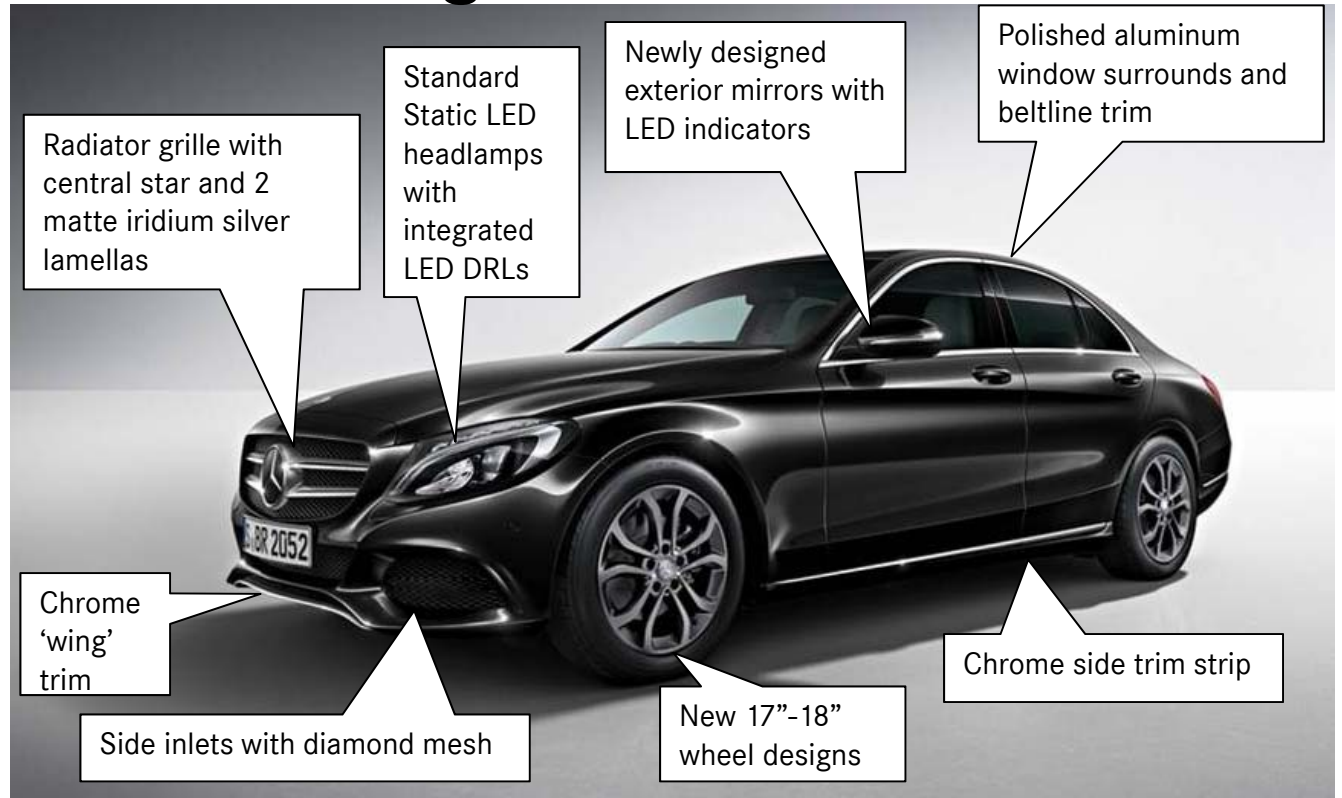 Radiator grille with
central star and 2
matte iridium silver
lamellas
Standard
Static LED
headlamps
with
integrated
LED DRLs
Newly designed
exterior mirrors with
LED indicators
Polished aluminum
window surrounds and
beltline trim
BR 2052
Chrome
‘wing’
trim
Side inlets with diamond mesh
New 17”-18”
wheel designs
Chrome side trim strip